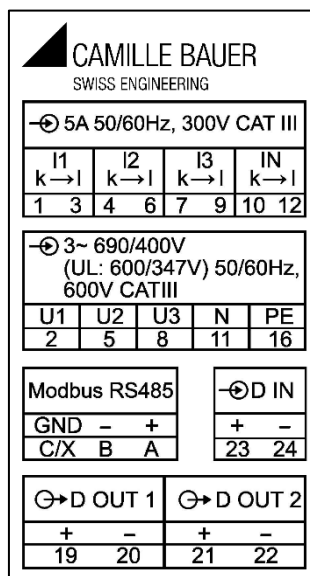 CAMILLE BAUER
SWISS ENGINEERING
5A 50/60Hz, 300V CAT III
I1 I2 I3 IN
k→l k→l k→l k→l
1 3 4 6 7 9 10 12
3~ 690/400V
(UL: 600/347V) 50/60Hz,
600V CATIII
U1 U2 U3 N PE
2 5 8 11 16
Modbus RS485
GND – +
C/X B A
D IN
+ –
23 24
D OUT 1
+ –
19 20
D OUT 2
+ –
21 22